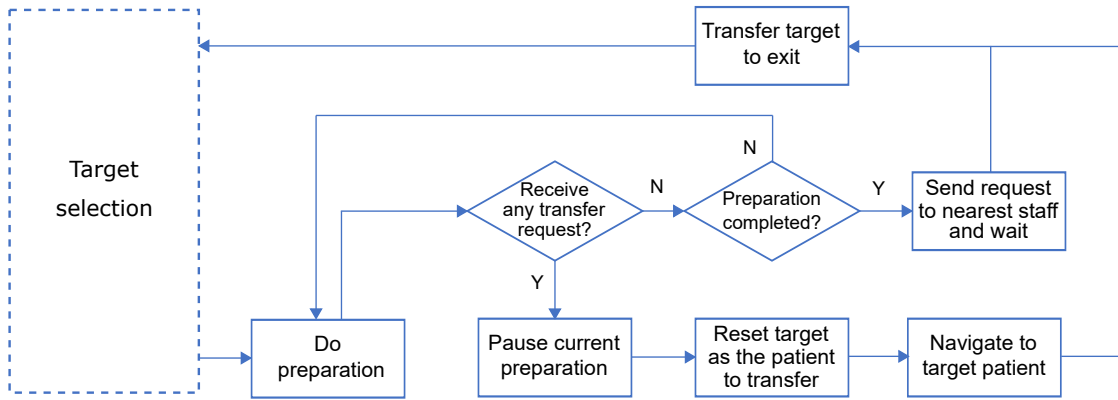 Transfer target
to exit
Target
selection
N
Receive
any transfer
request?
N
Preparation
completed?
Y
Send request
to nearest staff
and wait
Y
Do
preparation
Pause current
preparation
Reset target
as the patient
to transfer
Navigate to
target patient